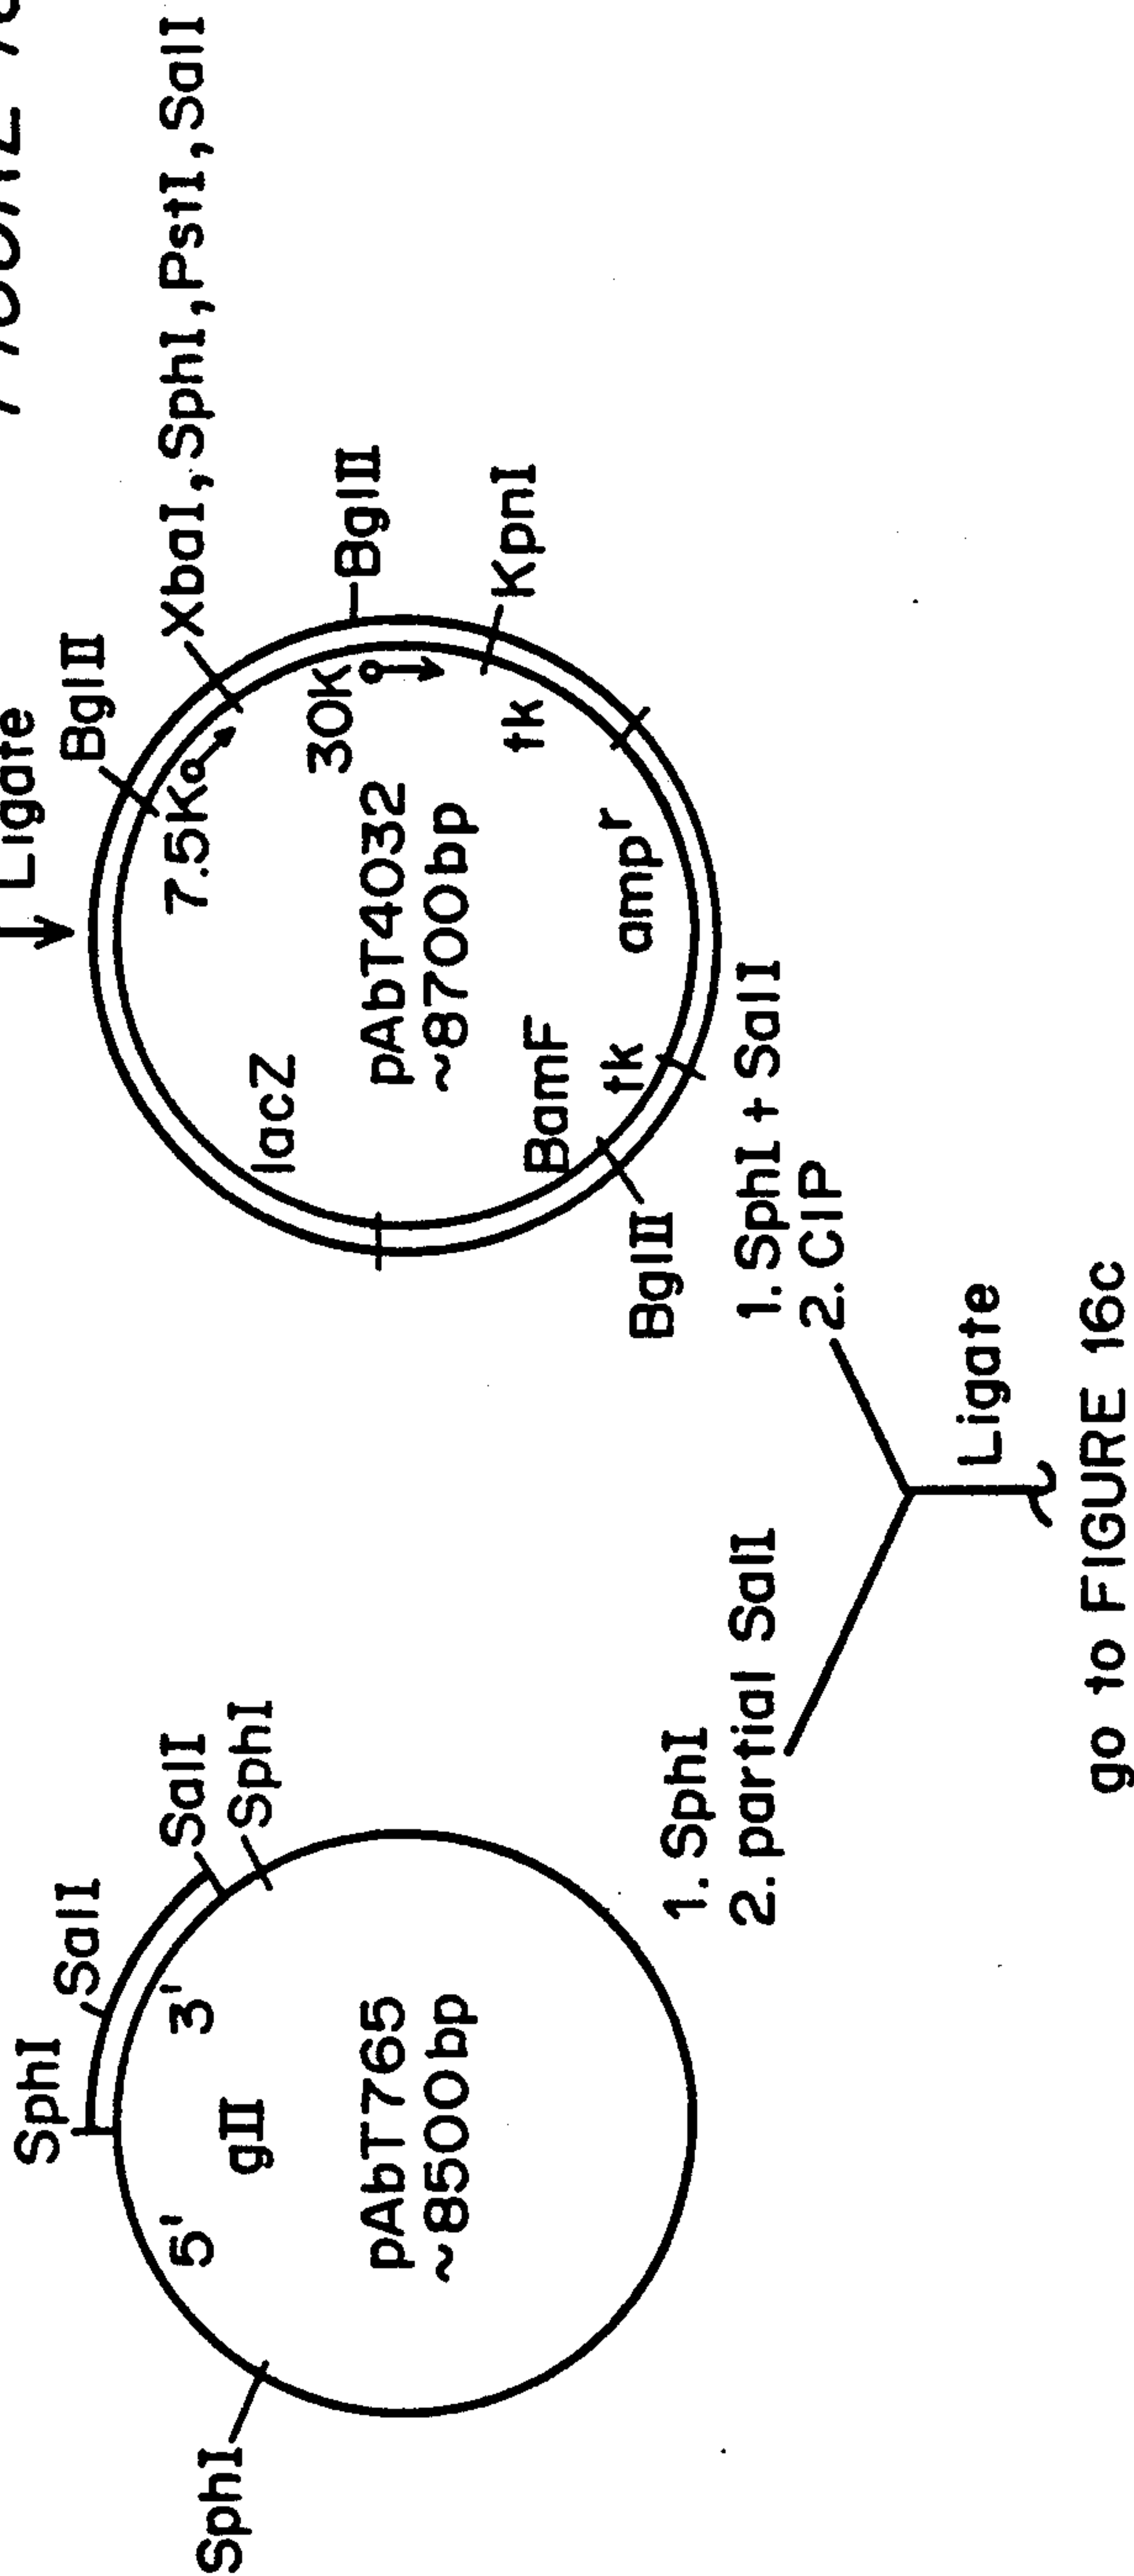 Ligate
SphI
SphI
SalI
SalI
SphI
5'
3'
gII
pAbT765
~8500bp
1. SphI
2. partial SalI
BglII
XbaI, SphI, PstI, SalI
BglII
KpnI
7.5K
30K
lacZ
pAbT4032
~8700bp
tk
BamF
tk
ampr
BglII
1. SphI + SalI
2. CIP
Ligate
go to FIGURE 16c